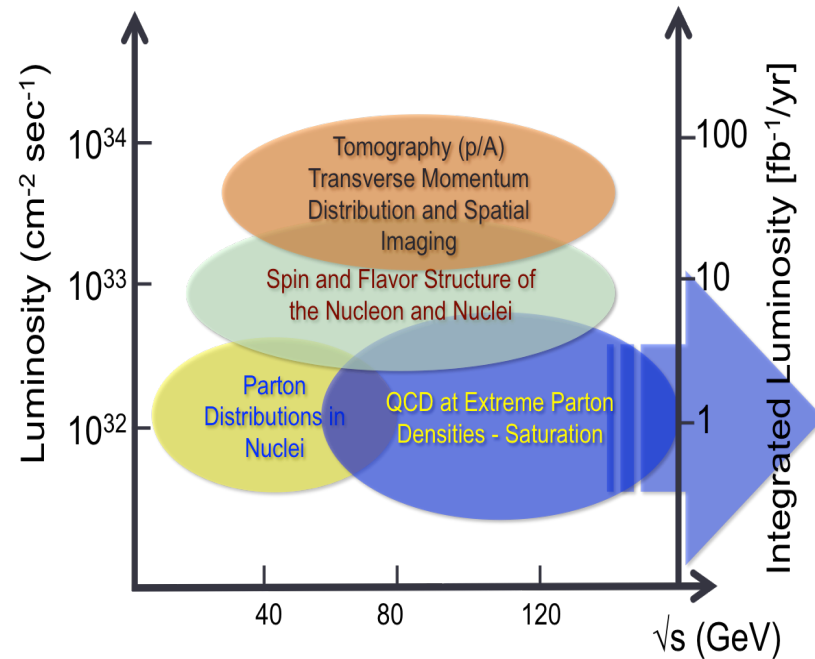 Luminosity (cm⁻² sec⁻¹)
10³⁴
10³³
10³²
Tomography (p/A)
Transverse Momentum
Distribution and Spatial
Imaging
Spin and Flavor Structure of
the Nucleon and Nuclei
Parton
Distributions in
Nuclei
QCD at Extreme Parton
Densities - Saturation
100
10
1
Integrated Luminosity [fb⁻¹/yr]
40
80
120
√s (GeV)